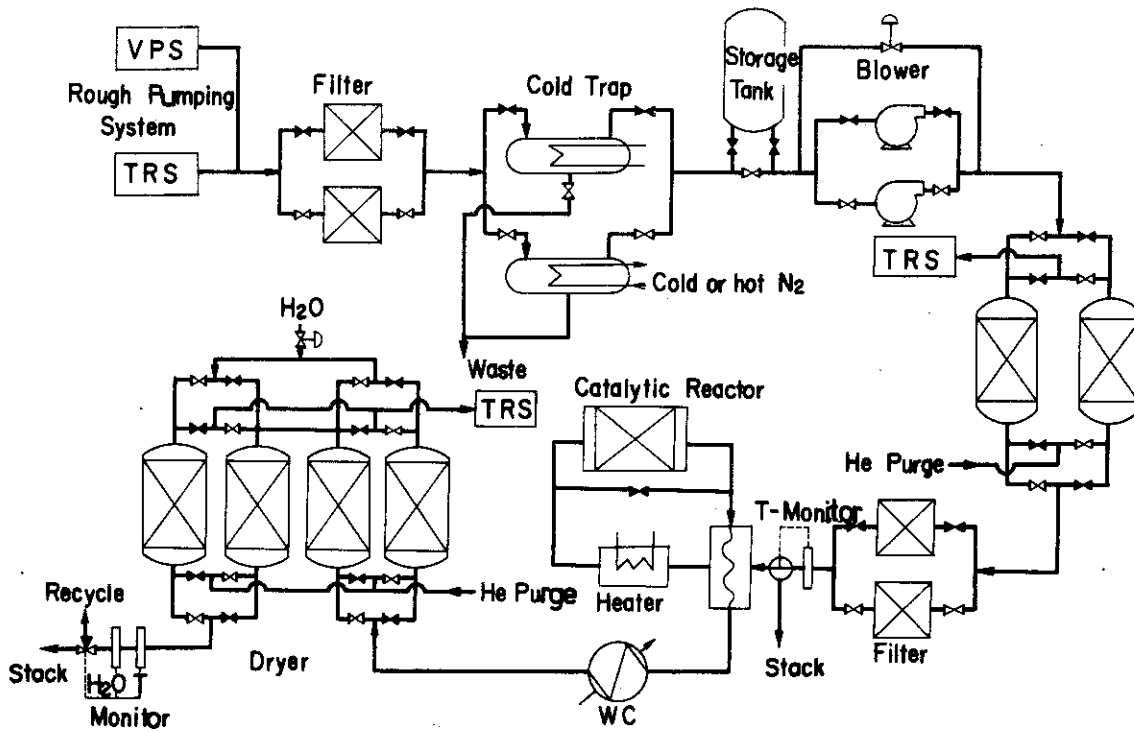 VPS
Rough Pumping
System
TRS
Filter
Cold Trap
Storage
Tank
Blower
TRS
Cold or hot N₂
H₂O
Waste
TRS
Catalytic Reactor
He Purge
T-Monitor
Recycle
He Purge
Heater
Stack
Filter
Stack
H₂O T
Monitor
Dryer
WC